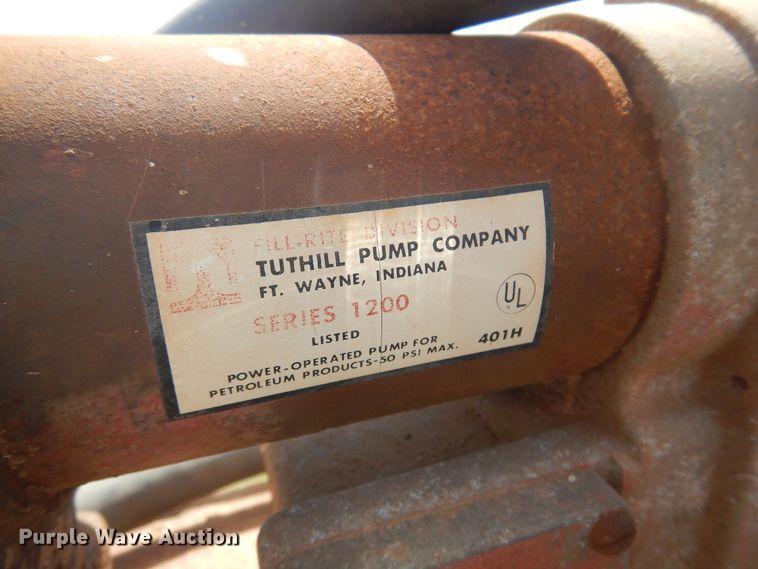 FILL-RITE DIVISION
TUTHILL PUMP COMPANY
FT. WAYNE, INDIANA
SERIES 1200
LISTED
UL
401H
POWER-OPERATED PUMP FOR
PETROLEUM PRODUCTS-50 PSI MAX.
Purple Wave Auction